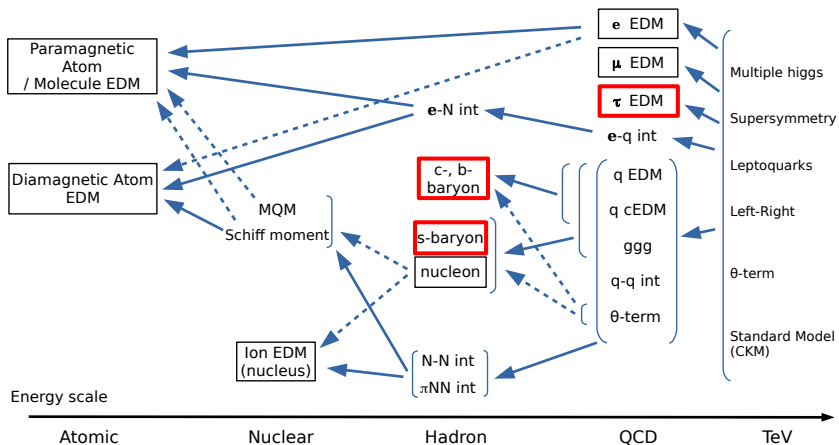 Paramagnetic
Atom
/ Molecule EDM
Diamagnetic Atom
EDM
MQM
Schiff moment
Ion EDM
(nucleus)
e-N int
c-, b-
baryon
s-baryon
nucleon
N-N int
πNN int
e EDM
μ EDM
τ EDM
e-q int
q EDM
q cEDM
ggg
q-q int
θ-term
Multiple higgs
Supersymmetry
Leptoquarks
Left-Right
θ-term
Standard Model
(CKM)
Energy scale
Atomic
Nuclear
Hadron
QCD
TeV